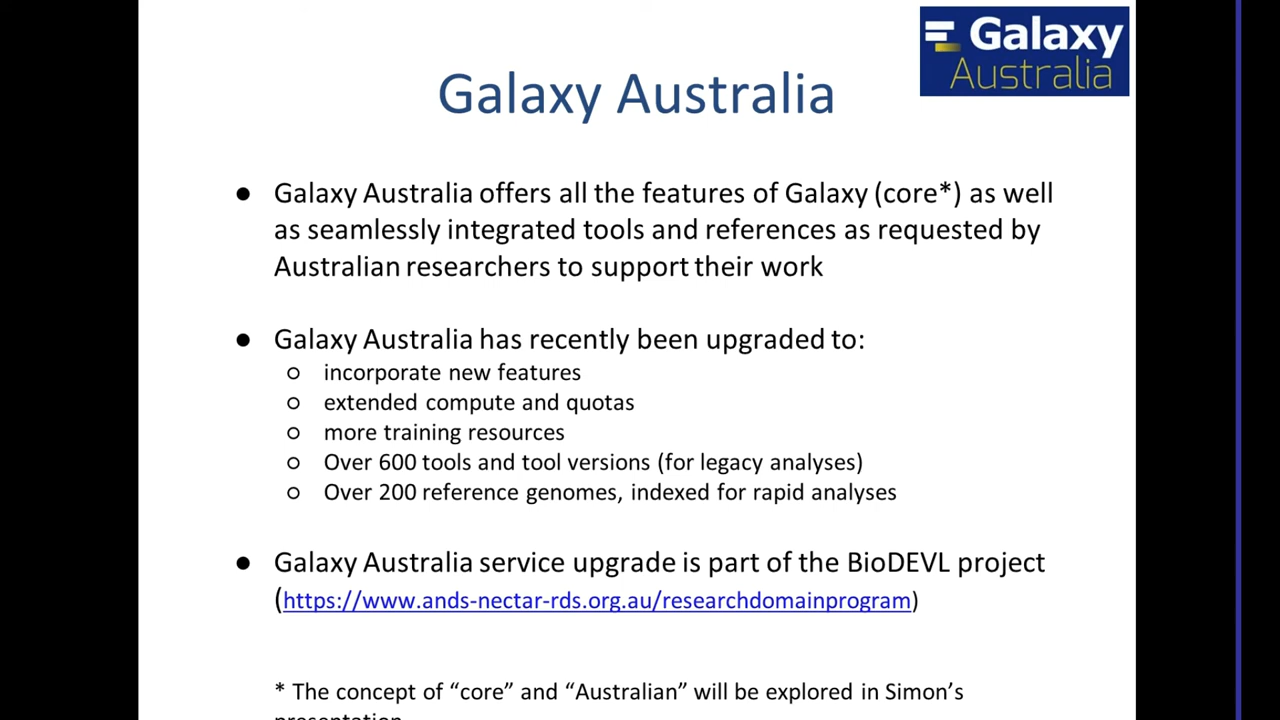 Galaxy
Australia
Galaxy Australia
● Galaxy Australia offers all the features of Galaxy (core*) as well
as seamlessly integrated tools and references as requested by
Australian researchers to support their work
● Galaxy Australia has recently been upgraded to:
○ incorporate new features
○ extended compute and quotas
○ more training resources
○ Over 600 tools and tool versions (for legacy analyses)
○ Over 200 reference genomes, indexed for rapid analyses
● Galaxy Australia service upgrade is part of the BioDEVL project
(https://www.ands-nectar-rds.org.au/researchdomainprogram)
* The concept of “core” and “Australian” will be explored in Simon’s
presentation